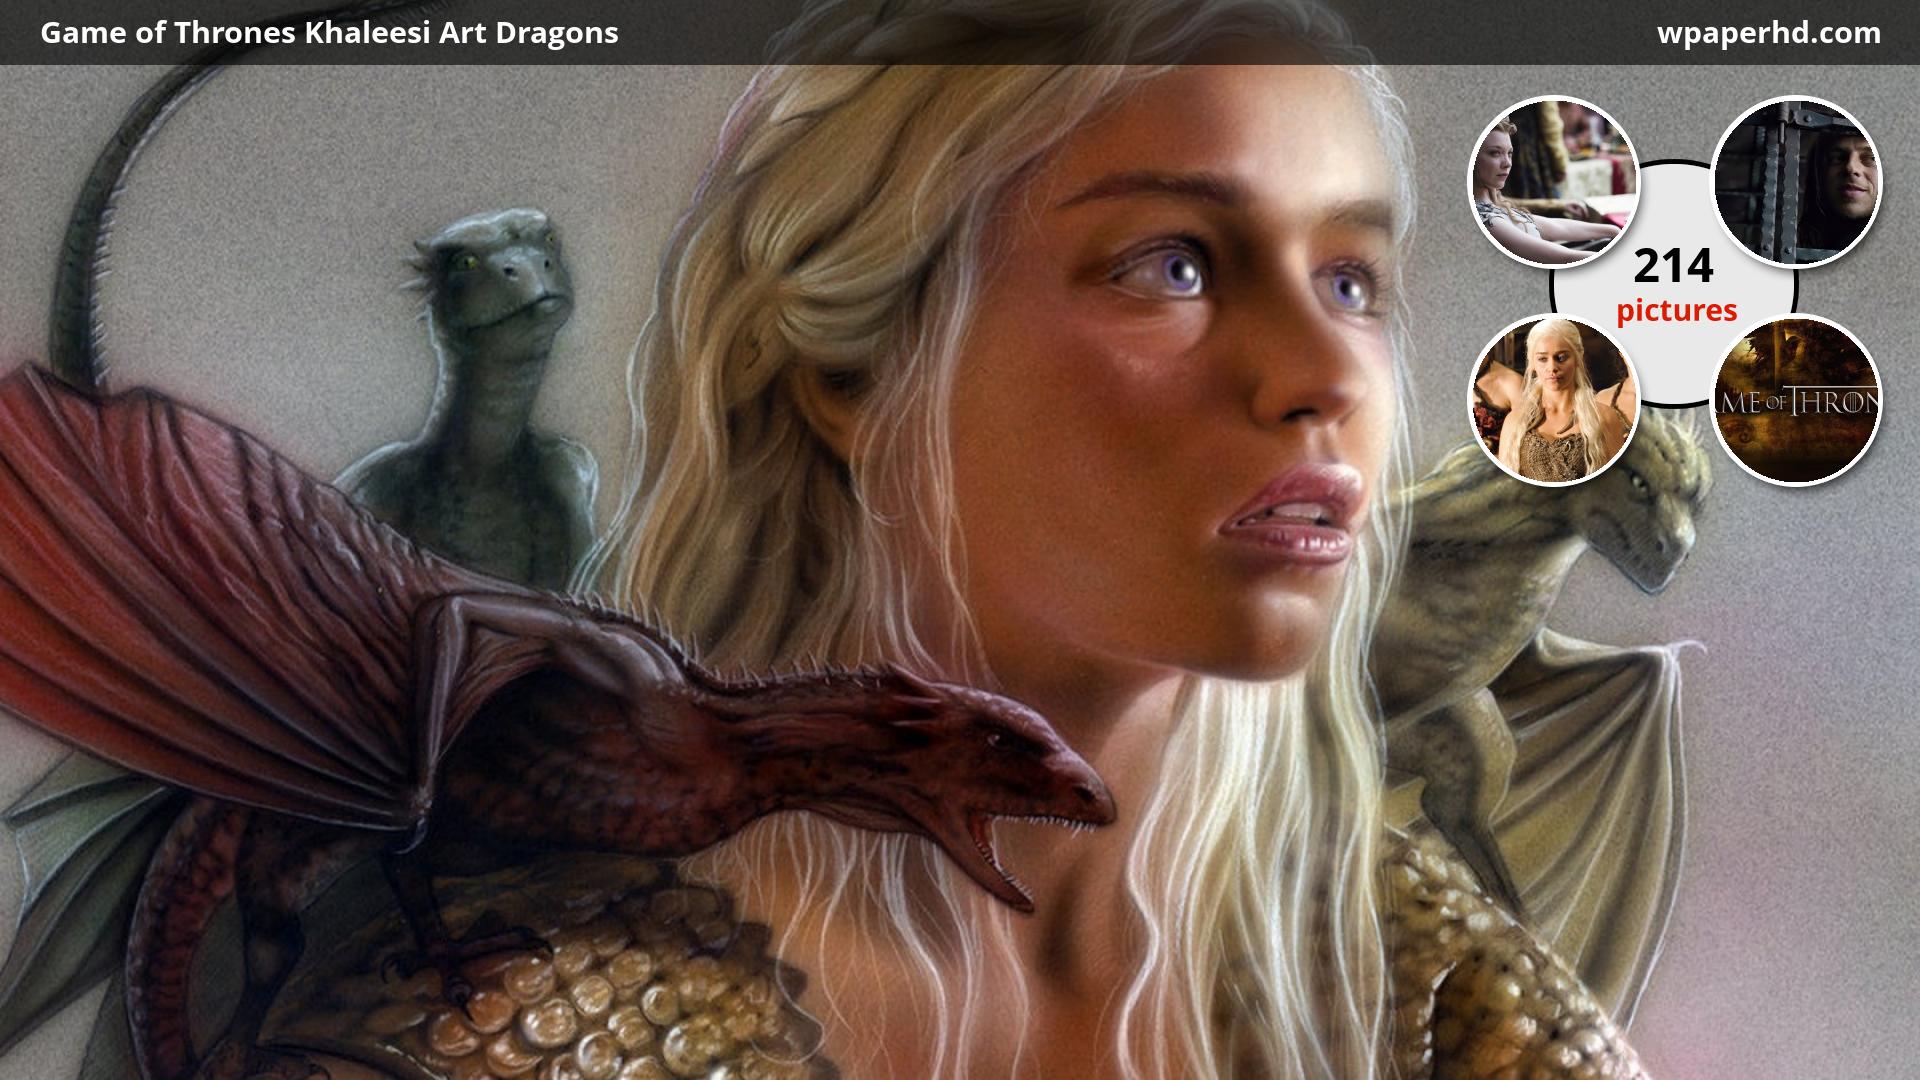 Game of Thrones Khaleesi Art Dragons
wpaperhd.com
214
pictures
ME OF THRON